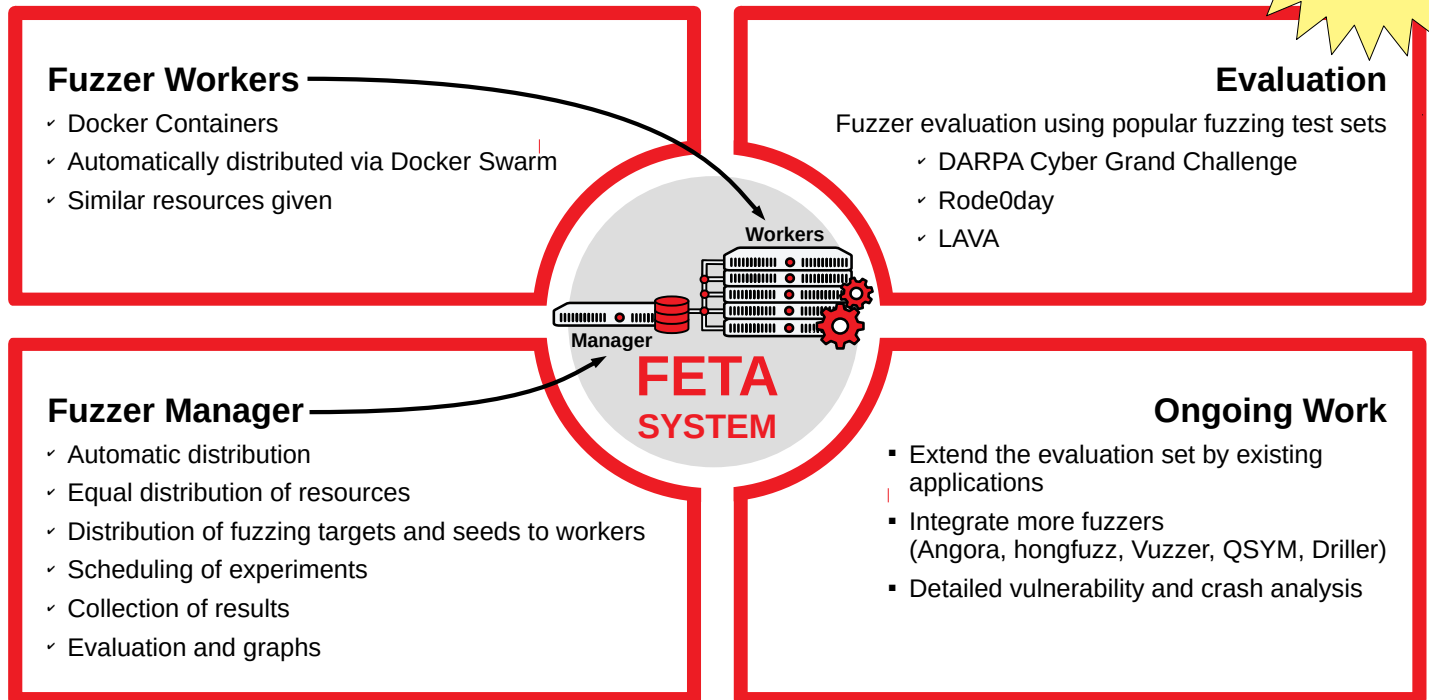 Fuzzer Workers
Docker Containers
Automatically distributed via Docker Swarm
Similar resources given
Evaluation
Fuzzer evaluation using popular fuzzing test sets
DARPA Cyber Grand Challenge
Rode0day
LAVA
Workers
Manager
FETA
SYSTEM
Fuzzer Manager
Automatic distribution
Equal distribution of resources
Distribution of fuzzing targets and seeds to workers
Scheduling of experiments
Collection of results
Evaluation and graphs
Ongoing Work
Extend the evaluation set by existing
applications
Integrate more fuzzers
(Angora, hongfuzz, Vuzzer, QSYM, Driller)
Detailed vulnerability and crash analysis